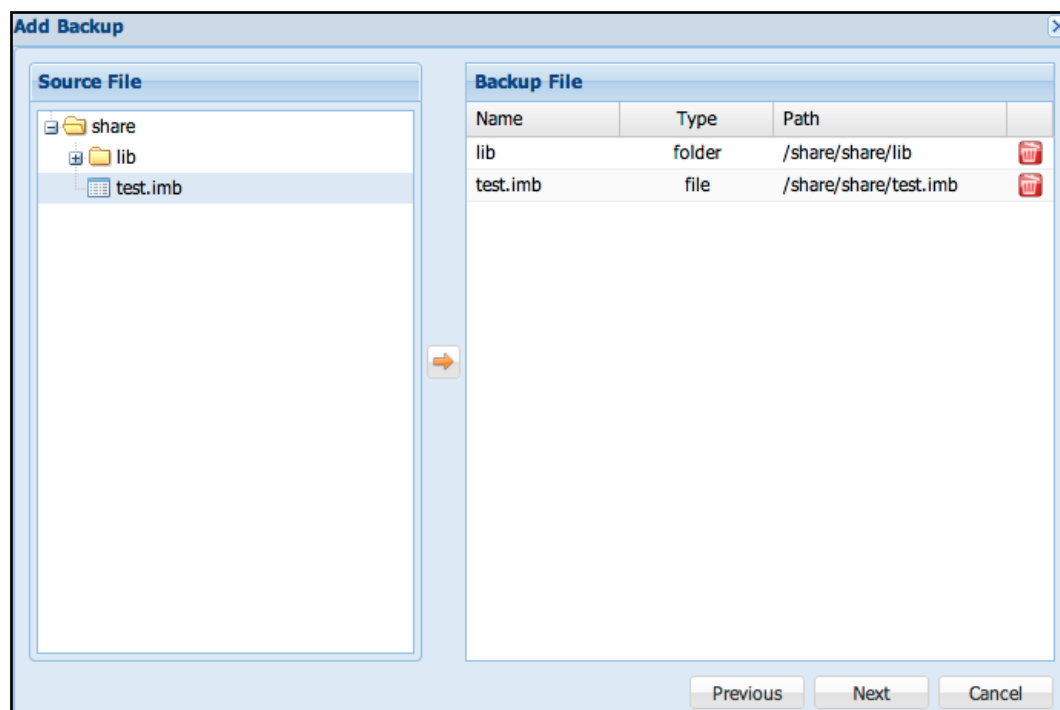 Add Backup
Source File
share
lib
test.imb
Backup File
Name Type Path
lib folder /share/share/lib
test.imb file /share/share/test.imb
Previous Next Cancel